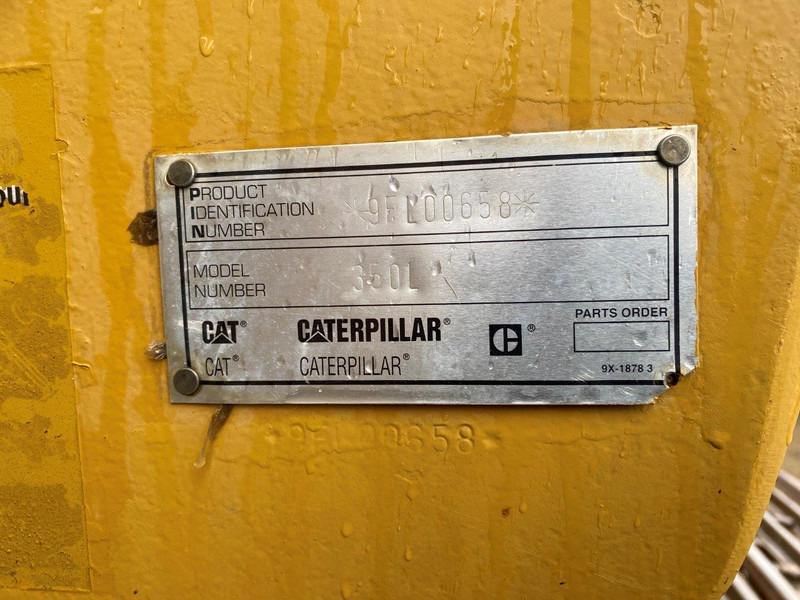 PRODUCT
IDENTIFICATION
NUMBER
*9FL00658*
MODEL
NUMBER
350L
CAT® CATERPILLAR® C®
CAT® CATERPILLAR®
PARTS ORDER
9X-1878 3
*9FL00658*